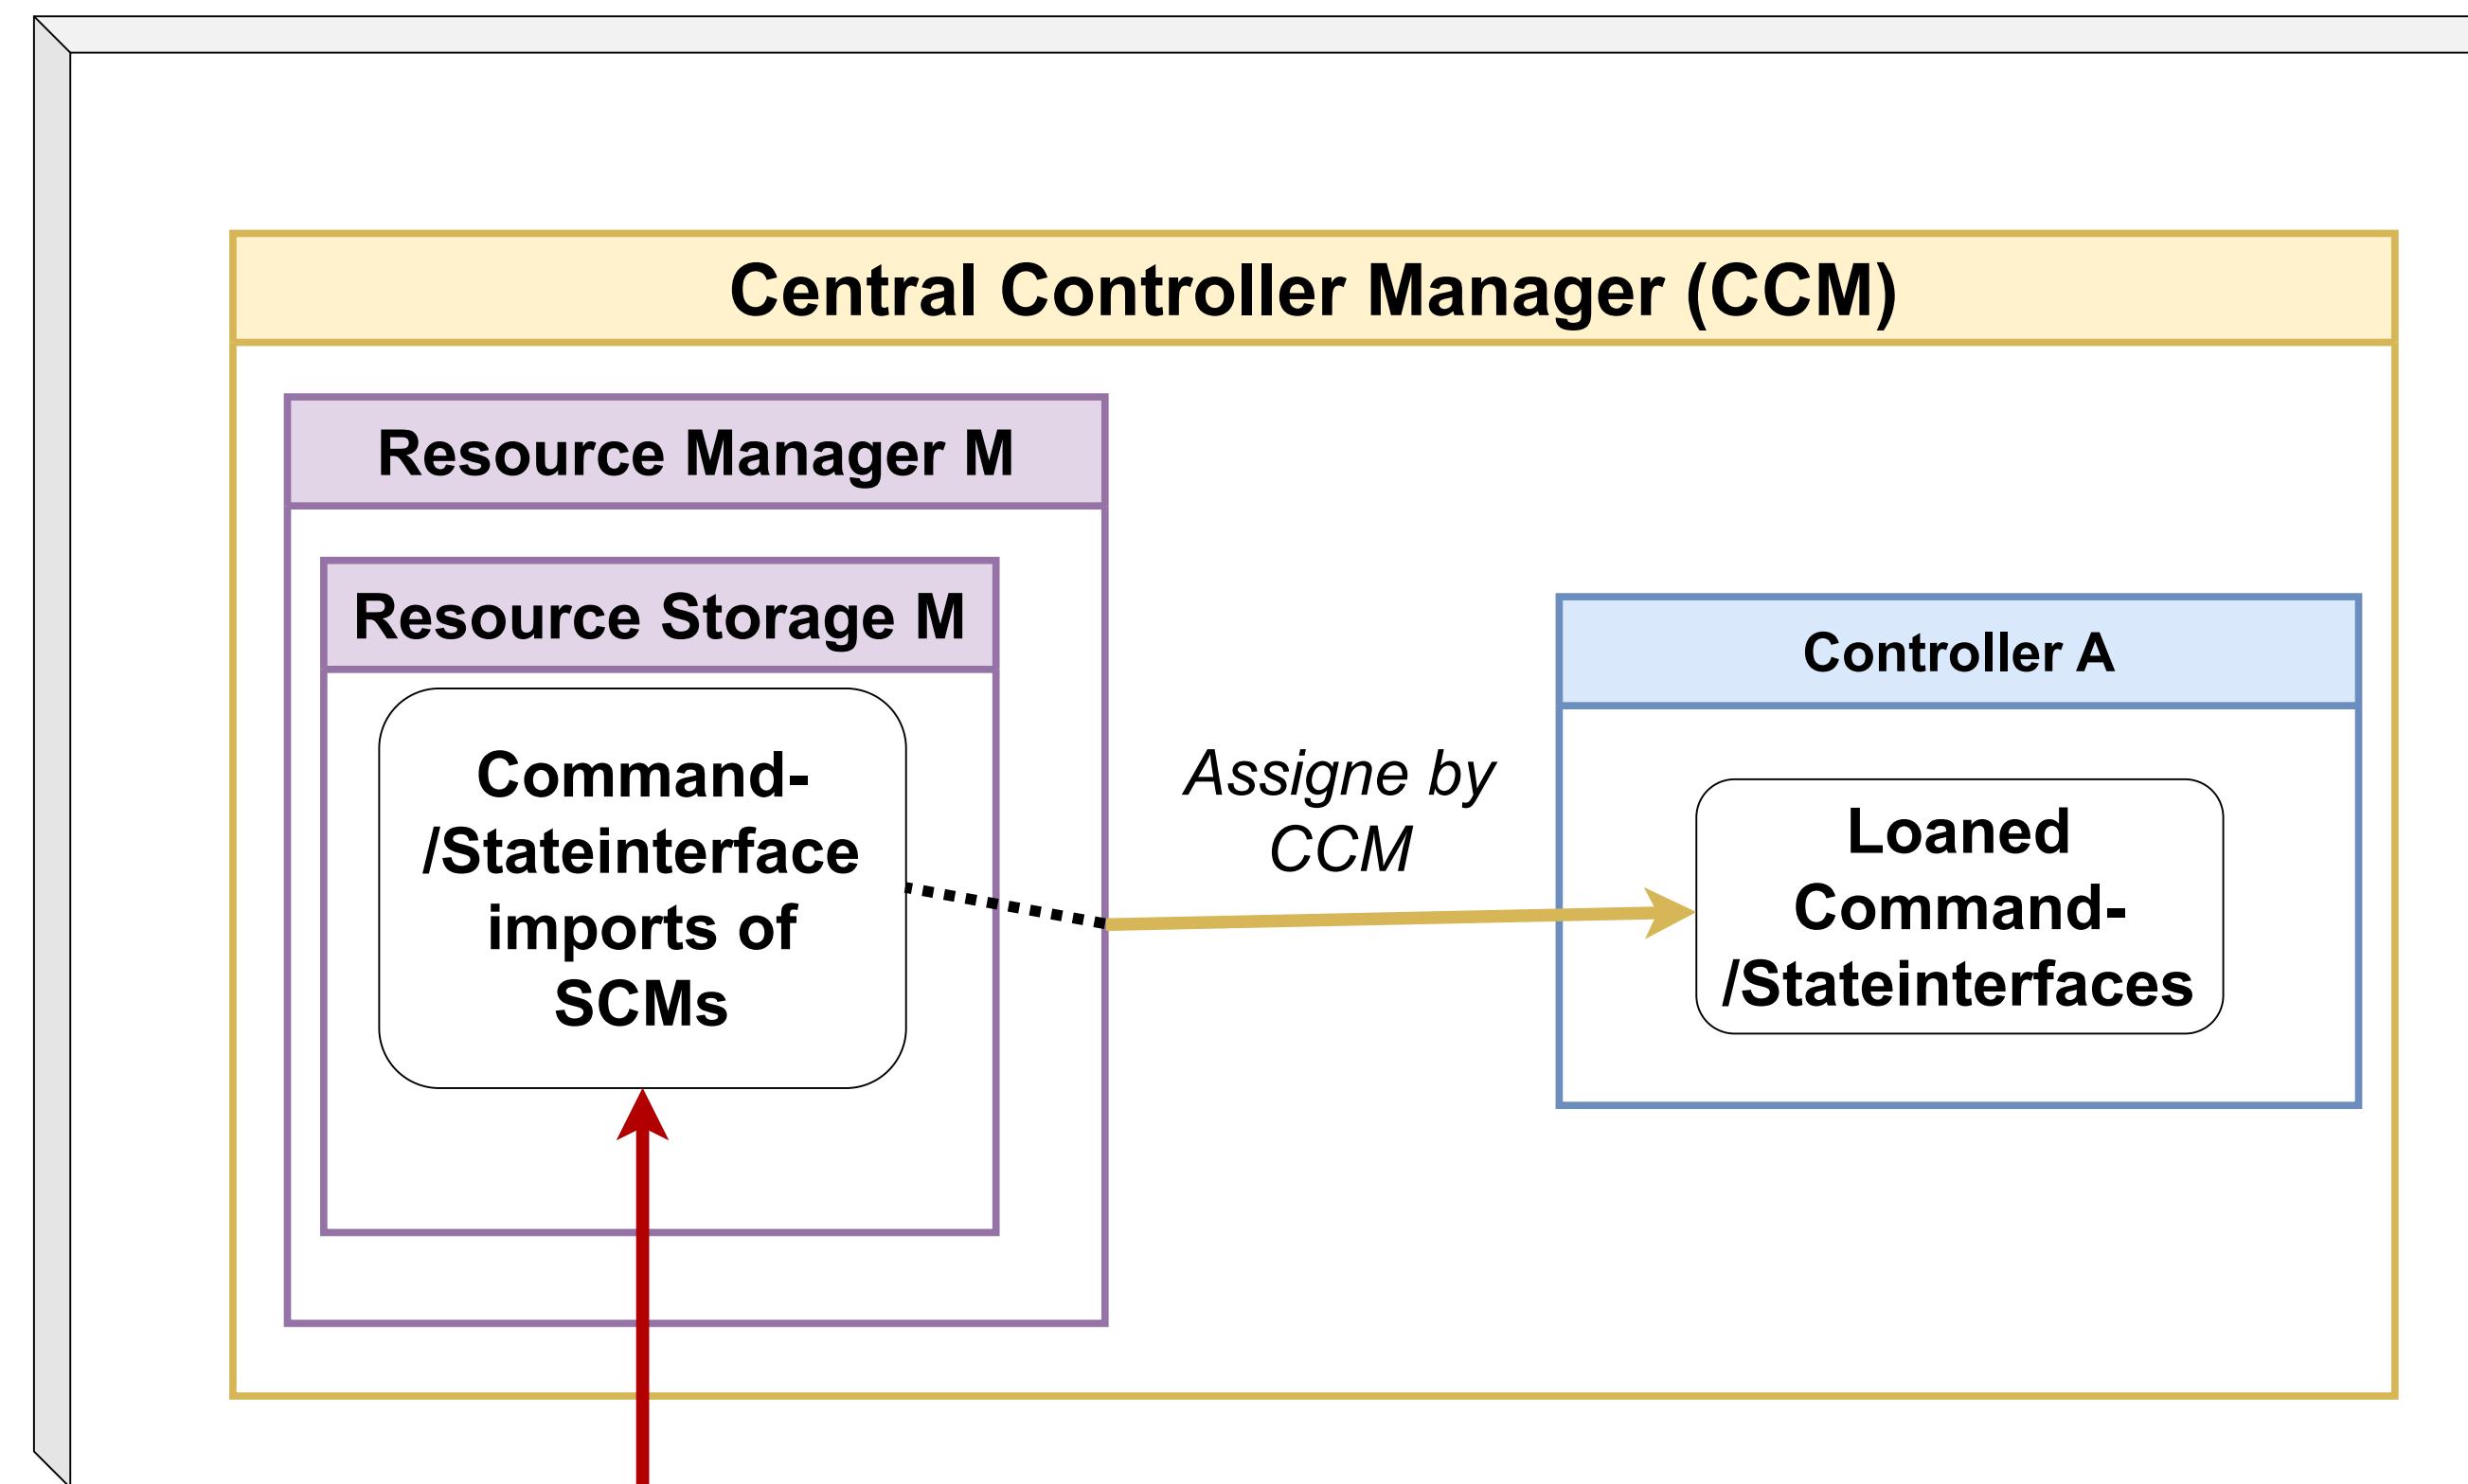 Central Controller Manager (CCM)
Resource Manager M
Resource Storage M
Command-
/Stateinterface
imports of
SCMs
Assigne by
CCM
Controller A
Loaned
Command-
/Stateinterfaces